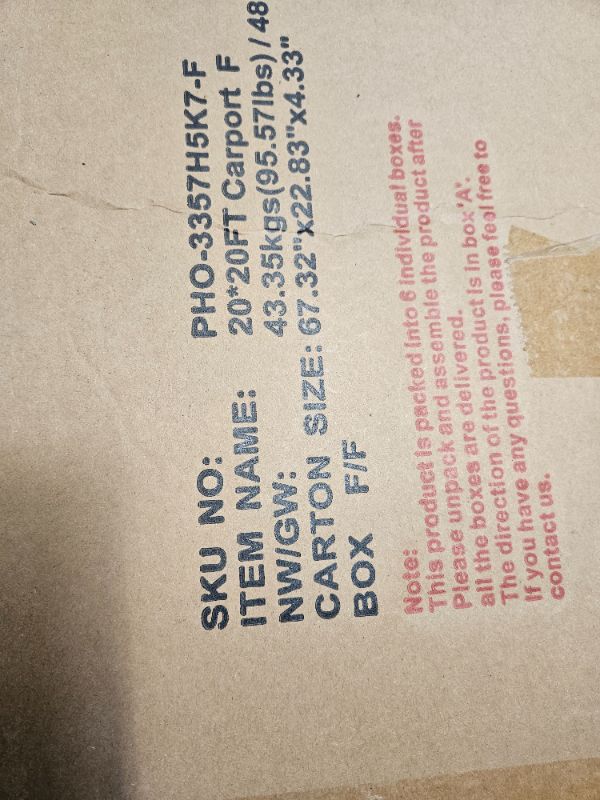 SKU NO: PHO-3357H5K7-F
ITEM NAME: 20*20FT Carport F
NW/GW: 43.35kgs(95.57lbs) / 48
CARTON SIZE: 67.32"x22.83"x4.33"
BOX F/F
Note:
This product is packed into 6 individual boxes.
Please unpack and assemble the product after
all the boxes are delivered.
The direction of the product is in box 'A'.
If you have any questions, please feel free to
contact us.